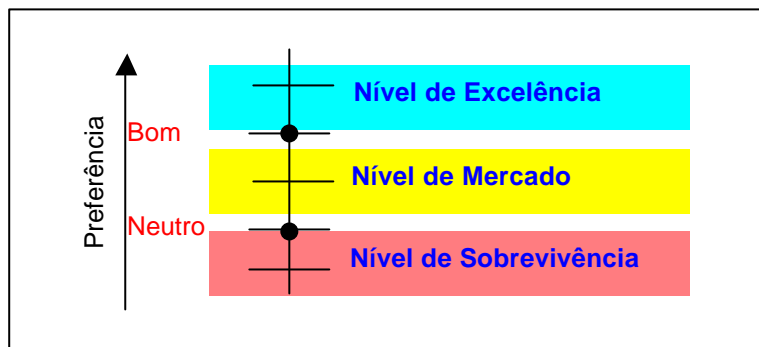 Preferência
Nível de Excelência
Bom
Nível de Mercado
Neutro
Nível de Sobrevivência